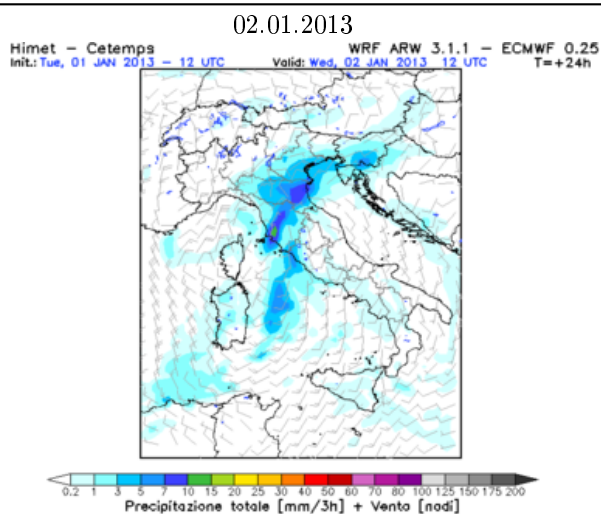 02.01.2013
Himet – Cetemps WRF ARW 3.1.1 – ECMWF 0.25
Init.: Tue, 01 JAN 2013 – 12 UTC Valid: Wed, 02 JAN 2013 12 UTC T=+24h
0.2 1 3 5 7 10 15 20 25 30 40 50 60 70 80 90 100 125 150 175 200
Precipitazione totale [mm/3h] + Vento [nodi]